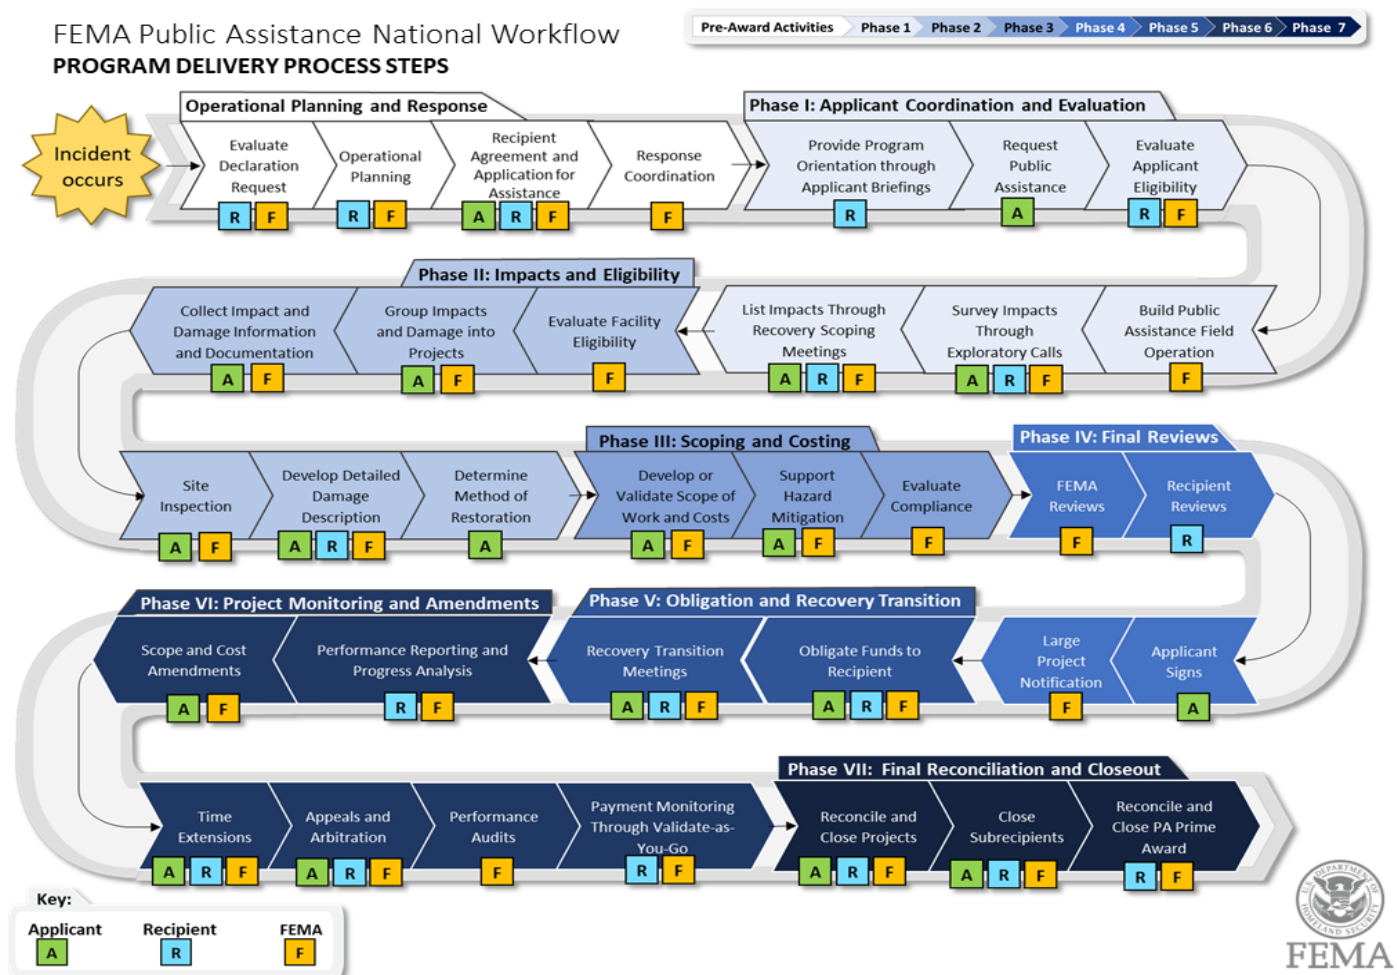 FEMA Public Assistance National Workflow
PROGRAM DELIVERY PROCESS STEPS
Pre-Award Activities Phase 1 Phase 2 Phase 3 Phase 4 Phase 5 Phase 6 Phase 7
Incident
occurs
Operational Planning and Response
Evaluate
Declaration
Request
R F
Operational
Planning
R F
Recipient
Agreement and
Application for
Assistance
A R F
Response
Coordination
F
Phase I: Applicant Coordination and Evaluation
Provide Program
Orientation through
Applicant Briefings
R
Request
Public
Assistance
A
Evaluate
Applicant
Eligibility
R F
Build Public
Assistance Field
Operation
F
Survey Impacts
Through
Exploratory Calls
A R F
List Impacts Through
Recovery Scoping
Meetings
A R F
Phase II: Impacts and Eligibility
Evaluate Facility
Eligibility
F
Group Impacts
and Damage into
Projects
A F
Collect Impact and
Damage Information
and Documentation
A F
Site
Inspection
A F
Develop Detailed
Damage
Description
A R F
Determine
Method of
Restoration
A
Phase III: Scoping and Costing
Develop or
Validate Scope of
Work and Costs
A F
Support
Hazard
Mitigation
A F
Evaluate
Compliance
F
Phase IV: Final Reviews
FEMA
Reviews
F
Recipient
Reviews
R
Applicant
Signs
A
Large
Project
Notification
F
Phase V: Obligation and Recovery Transition
Obligate Funds to
Recipient
A R F
Recovery Transition
Meetings
A R F
Phase VI: Project Monitoring and Amendments
Performance Reporting and
Progress Analysis
R F
Scope and Cost
Amendments
A F
Time
Extensions
A R F
Appeals and
Arbitration
A R F
Performance
Audits
F
Payment Monitoring
Through Validate-as-
You-Go
R F
Phase VII: Final Reconciliation and Closeout
Reconcile and
Close Projects
A R F
Close
Subrecipients
A R F
Reconcile and
Close PA Prime
Award
R F
Key:
Applicant Recipient FEMA
A R F
U.S. DEPARTMENT OF
HOMELAND SECURITY
FEMA